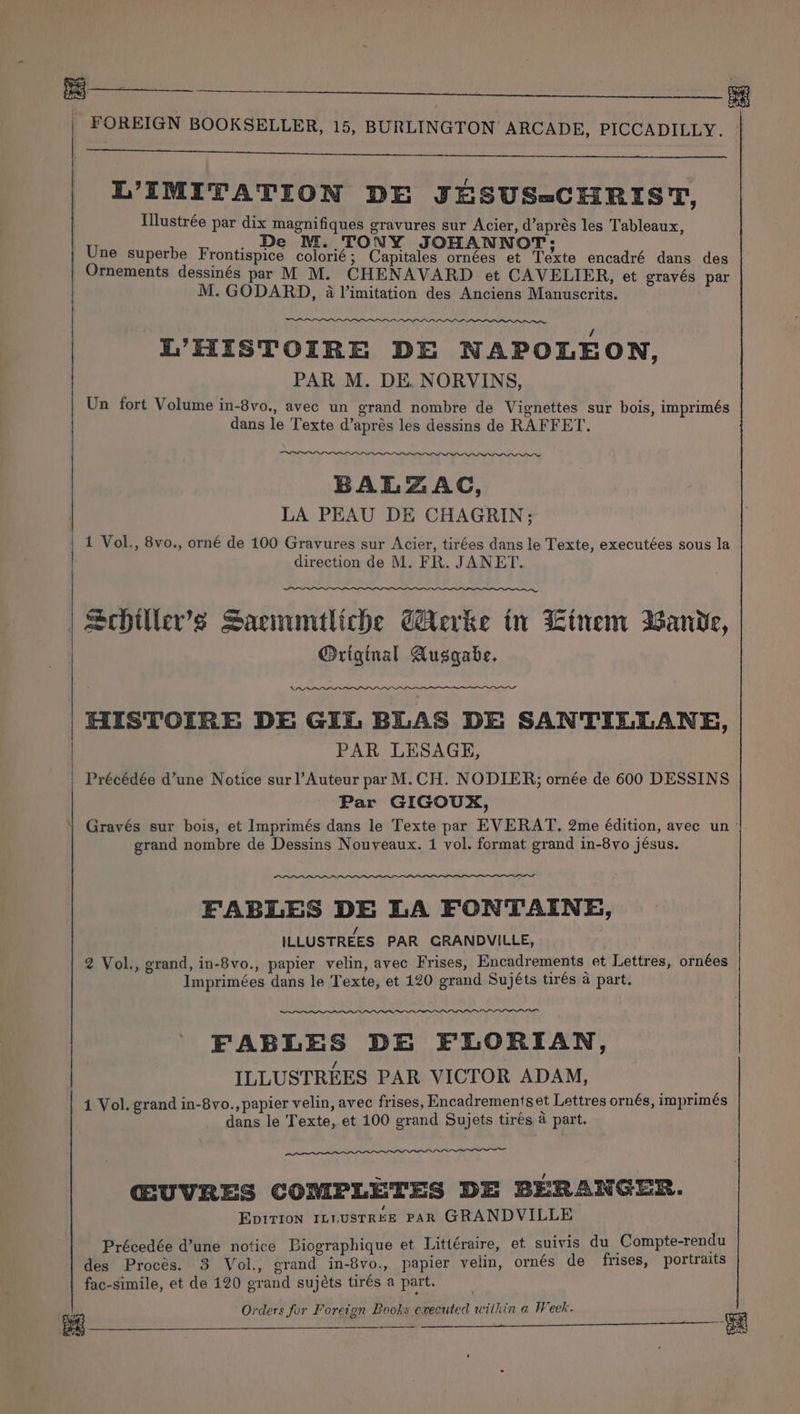 FOREIGN BOOKSELLER, 15, BURLINGTON ARCADE, PICCADILLY.
L'IMITATION DE JÉSUS-CHRIST,
Illustrée par dix magnifiques gravures sur Acier, d'après les Tableaux,
De M. TONY JOHANNOT;
Une superbe Frontispice colorié; Capitales ornées et Texte encadré dans des
Ornements dessinés par M M. CHENAVARD et CAVELIER, et gravés par
M. GODARD, à l'imitation des Anciens Manuscrits.
L'HISTOIRE DE NAPOLÉON,
PAR M. DE. NORVINS,
Un fort Volume in-8vo., avec un grand nombre de Vignettes sur bois, imprimés
dans le Texte d'après les dessins de RAFFET.
BALZAC,
LA PEAU DE CHAGRIN;
1 Vol., 8vo., orné de 100 Gravures sur Acier, tirées dans le Texte, executées sous la
direction de M. FR. JANET.
Schiller's Saemmtliche Werke in Einem Bande,
Original Ausgabe.
HISTOIRE DE GIL BLAS DE SANTILLANE,
PAR LESAGE,
Précédée d'une Notice sur l'Auteur par M. CH. NODIER; ornée de 600 DESSINS
Par GIGOUX,
Gravés sur bois, et Imprimés dans le Texte par EVERAT. 2me édition, avec un
grand nombre de Dessins Nouveaux. 1 vol. format grand in-8vo jésus.
FABLES DE LA FONTAINE,
ILLUSTRÉES PAR GRANDVILLE,
2 Vol., grand, in-8vo., papier velin, avec Frises, Encadrements et Lettres, ornées
Imprimées dans le Texte, et 120 grand Sujéts tirés à part.
FABLES DE FLORIAN,
ILLUSTRÉES PAR VICTOR ADAM,
1 Vol. grand in-8vo., papier velin, avec frises, Encadrements et Lettres ornés, imprimés
dans le Texte, et 100 grand Sujets tirés à part.
ŒUVRES COMPLÈTES DE BÉRANGER.
EDITION ILLUSTRÉE PAR GRANDVILLE
Précedée d'une notice Biographique et Littéraire, et suivis du Compte-rendu
des Procès. 3 Vol., grand in-8vo., papier velin, ornés de frises, portraits
fac-simile, et de 120 grand sujèts tirés a part.
Orders for Foreign Books executed within a Week.